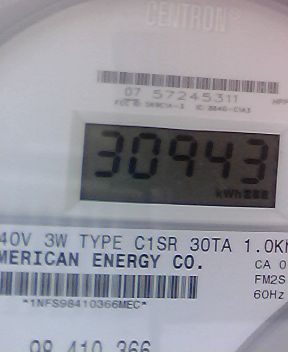 CENTRON®
07 57245311
30943
kWh
40V 3W TYPE C1SR 30TA 1.0K
MERICAN ENERGY CO.
CA 0
FM2S
60Hz
*1NFS98410366MEC*
98 410 366